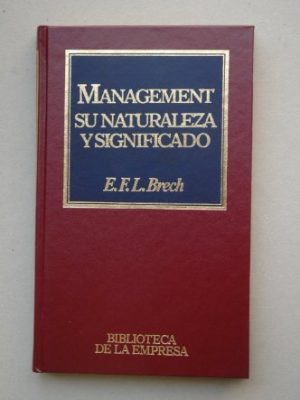 MANAGEMENT
SU NATURALEZA
Y SIGNIFICADO
E. F. L. Brech
BIBLIOTECA
DE LA EMPRESA